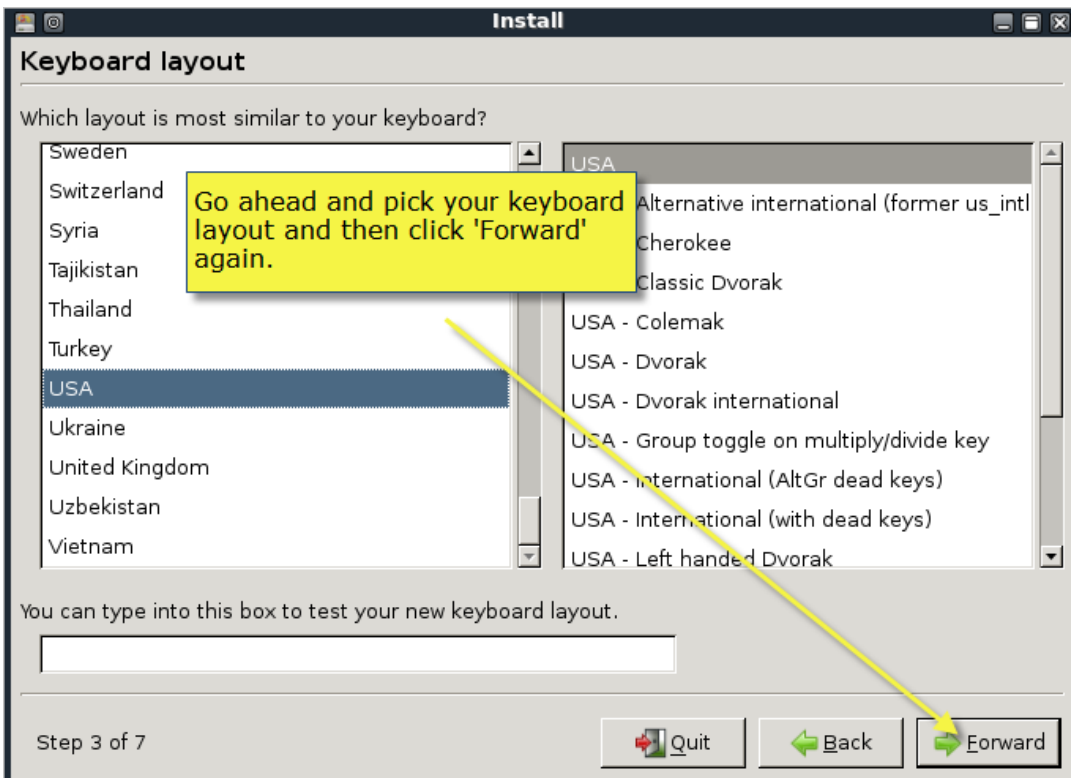 Install
Keyboard layout
Which layout is most similar to your keyboard?
Sweden
Switzerland
Syria
Tajikistan
Thailand
Turkey
USA
Ukraine
United Kingdom
Uzbekistan
Vietnam
Go ahead and pick your keyboard
layout and then click 'Forward'
again.
USA
Alternative international (former us_intl
Cherokee
Classic Dvorak
USA - Colemak
USA - Dvorak
USA - Dvorak international
USA - Group toggle on multiply/divide key
USA - International (AltGr dead keys)
USA - International (with dead keys)
USA - Left handed Dvorak
You can type into this box to test your new keyboard layout.
Step 3 of 7
Quit
Back
Forward